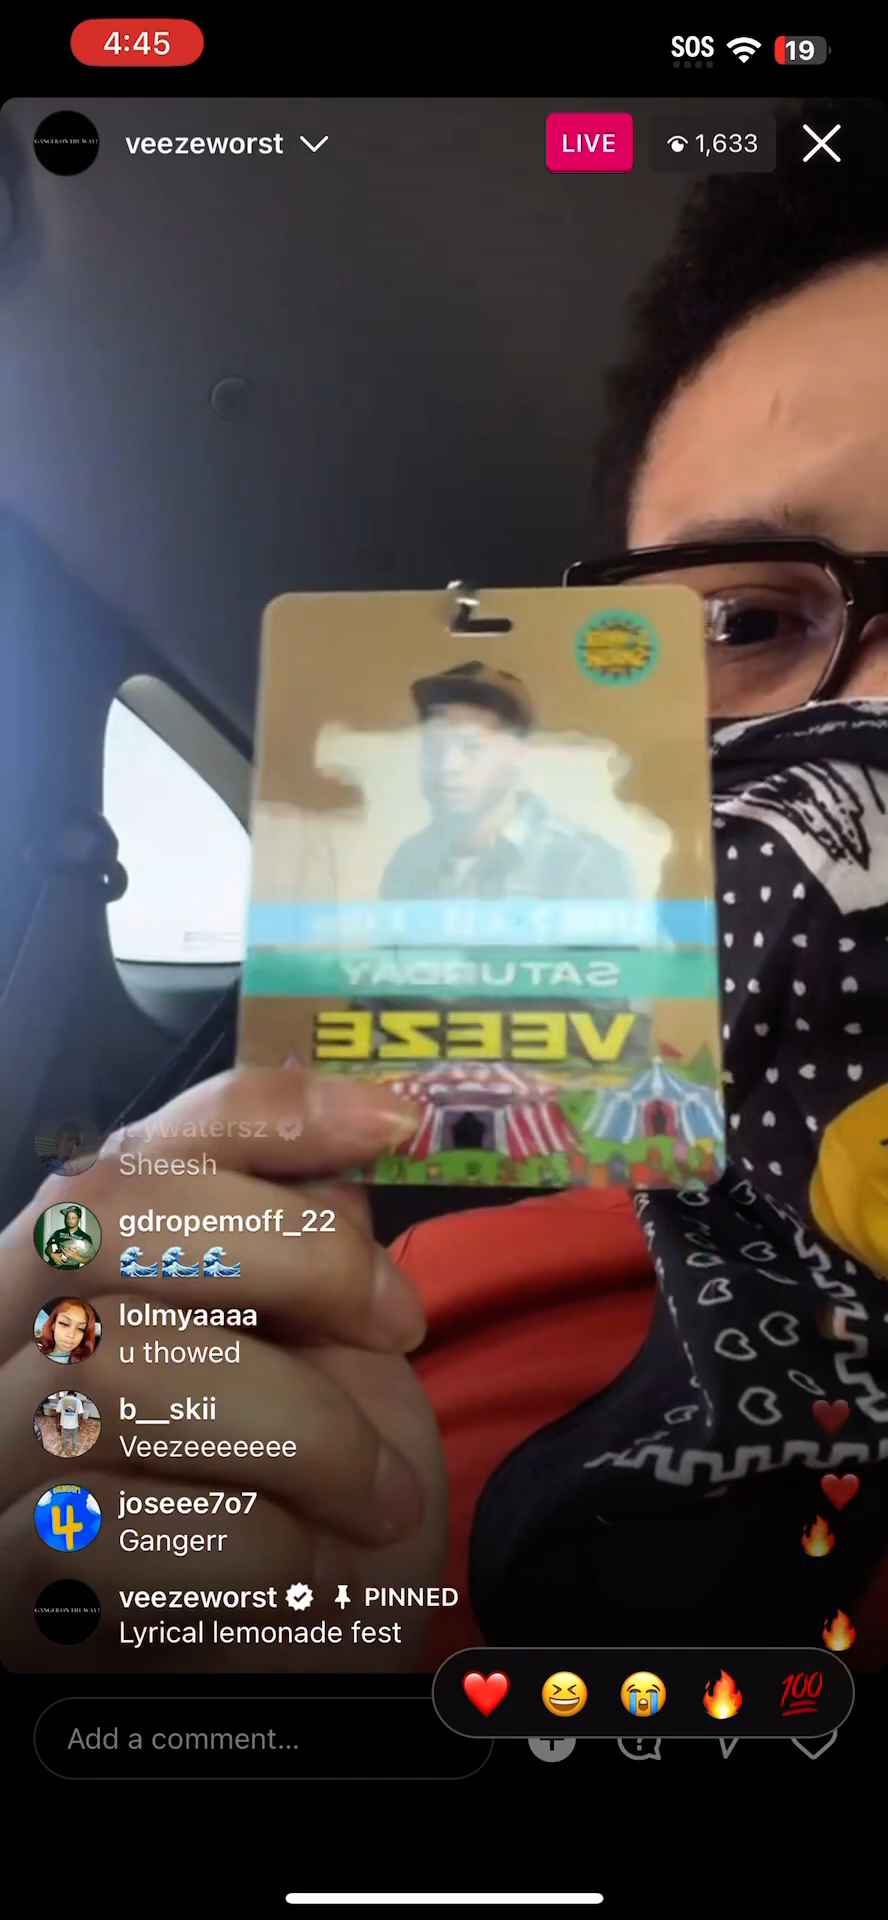 4:45
SOS
19
veezeworst
LIVE
1,633
SATURDAY
VEEZE
jaywatersz
Sheesh
gdropemoff_22
🌊🌊🌊
lolmyaaaa
u thowed
b__skii
Veezeeeeeee
joseee7o7
Gangerr
veezeworst PINNED
Lyrical lemonade fest
❤️ 😆 😭 🔥 💯
Add a comment...